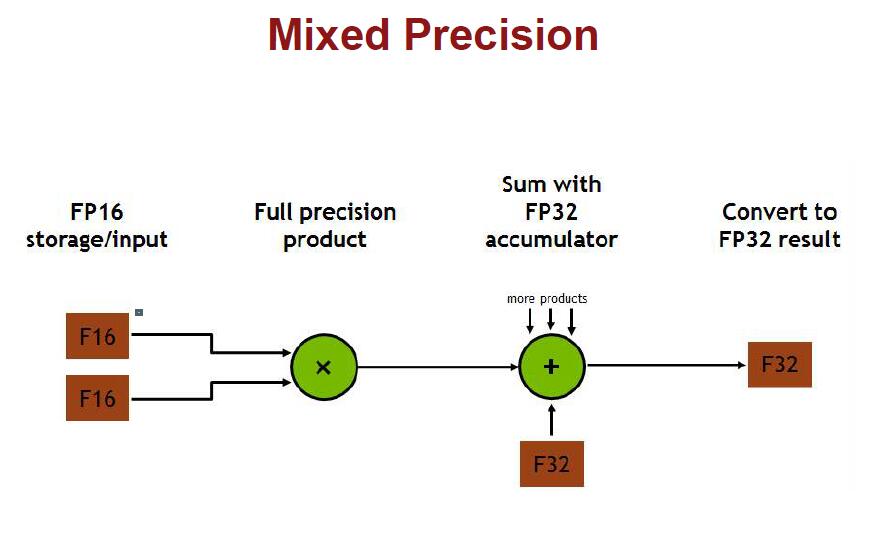 Mixed Precision
FP16
storage/input
Full precision
product
Sum with
FP32
accumulator
Convert to
FP32 result
more products
F16
F16
×
+
F32
F32